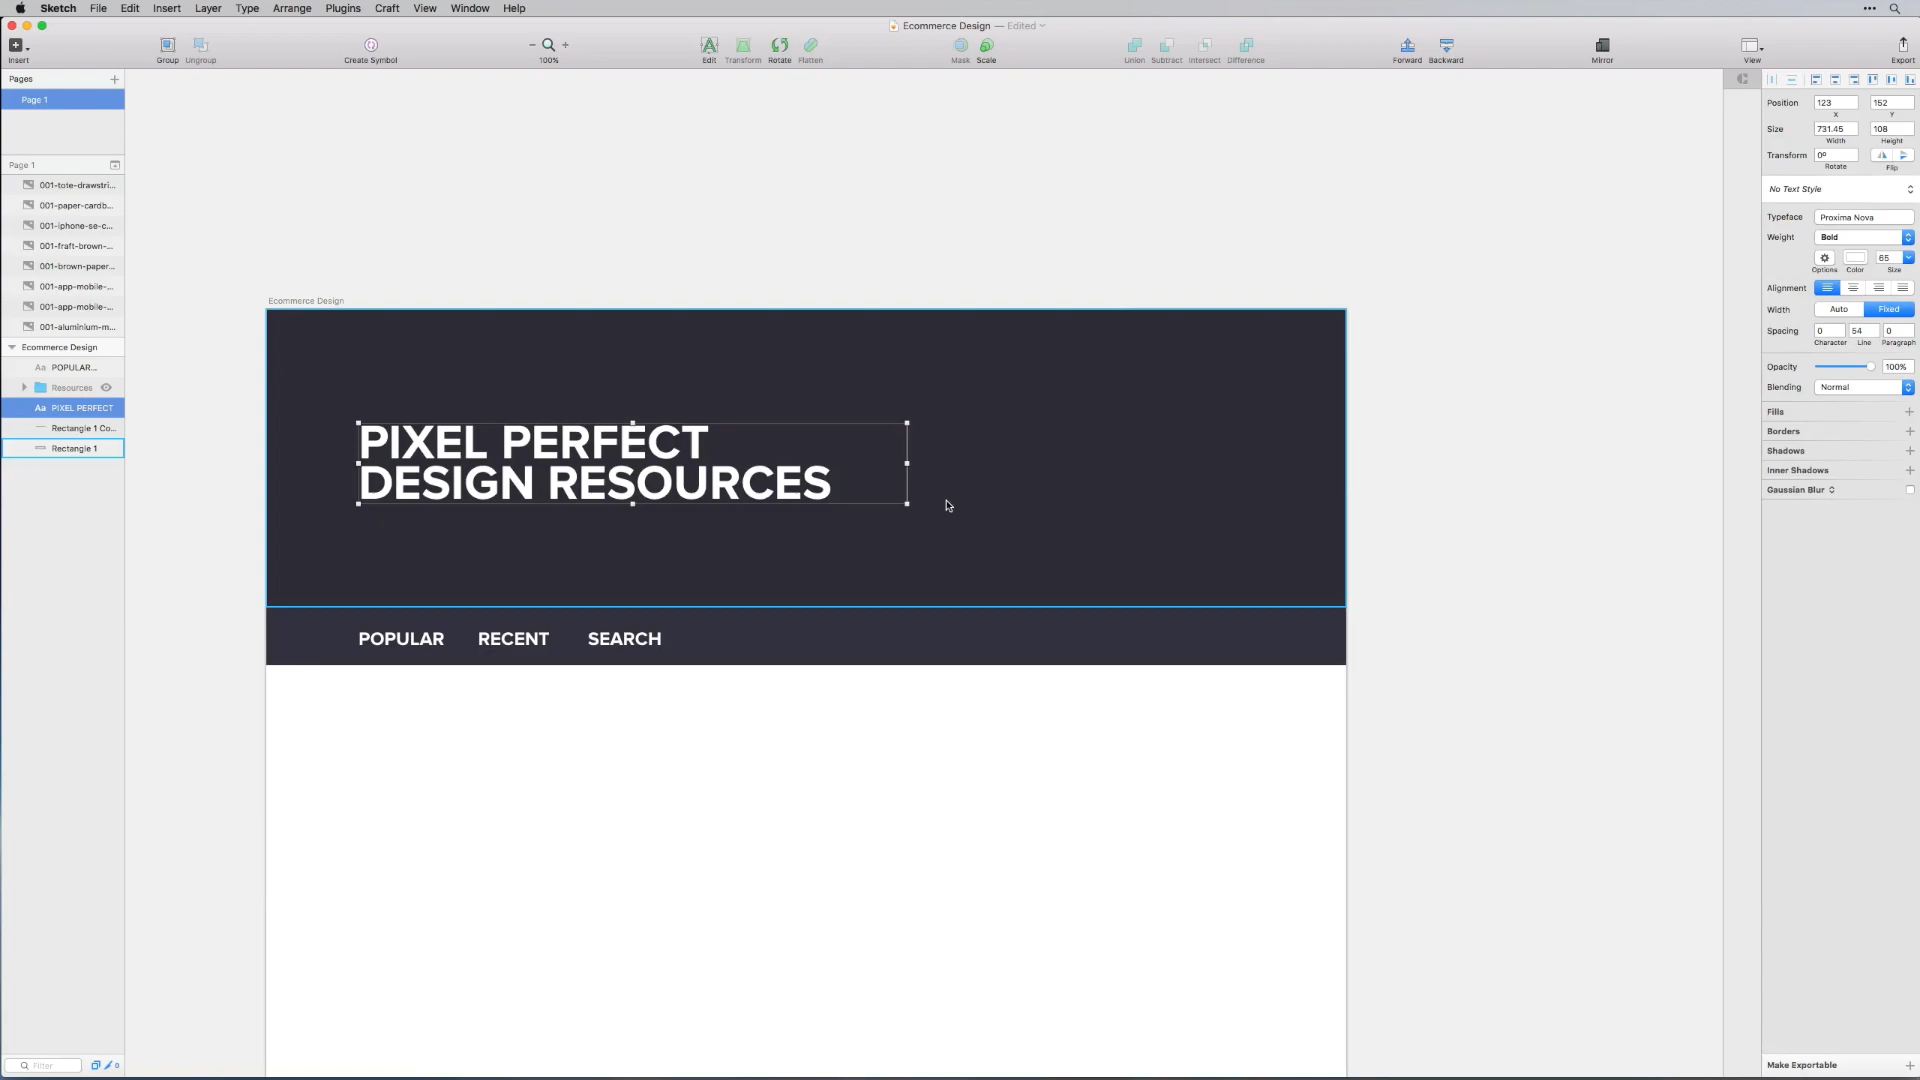 Sketch File Edit Insert Layer Type Arrange Plugins Craft View Window Help
Ecommerce Design — Edited
Insert Group Ungroup Create Symbol 100% Edit Transform Rotate Flatten Mask Scale Union Subtract Intersect Difference Forward Backward Mirror View Export
Pages
Page 1
Page 1
001-tote-drawstri...
001-paper-cardb...
001-iphone-se-c...
001-fraft-brown-...
001-brown-paper...
001-app-mobile-...
001-app-mobile-...
001-aluminium-m...
Ecommerce Design
Aa POPULAR...
Resources
Aa PIXEL PERFECT
Rectangle 1 Co...
Rectangle 1
Filter
0
Ecommerce Design
PIXEL PERFECT
DESIGN RESOURCES
POPULAR RECENT SEARCH
Position 123 152
X Y
Size 731.45 108
Width Height
Transform 0º
Rotate Flip
No Text Style
Typeface Proxima Nova
Weight Bold
65
Options Color Size
Alignment
Width Auto Fixed
Spacing 0 54 0
Character Line Paragraph
Opacity 100%
Blending Normal
Fills
Borders
Shadows
Inner Shadows
Gaussian Blur
Make Exportable